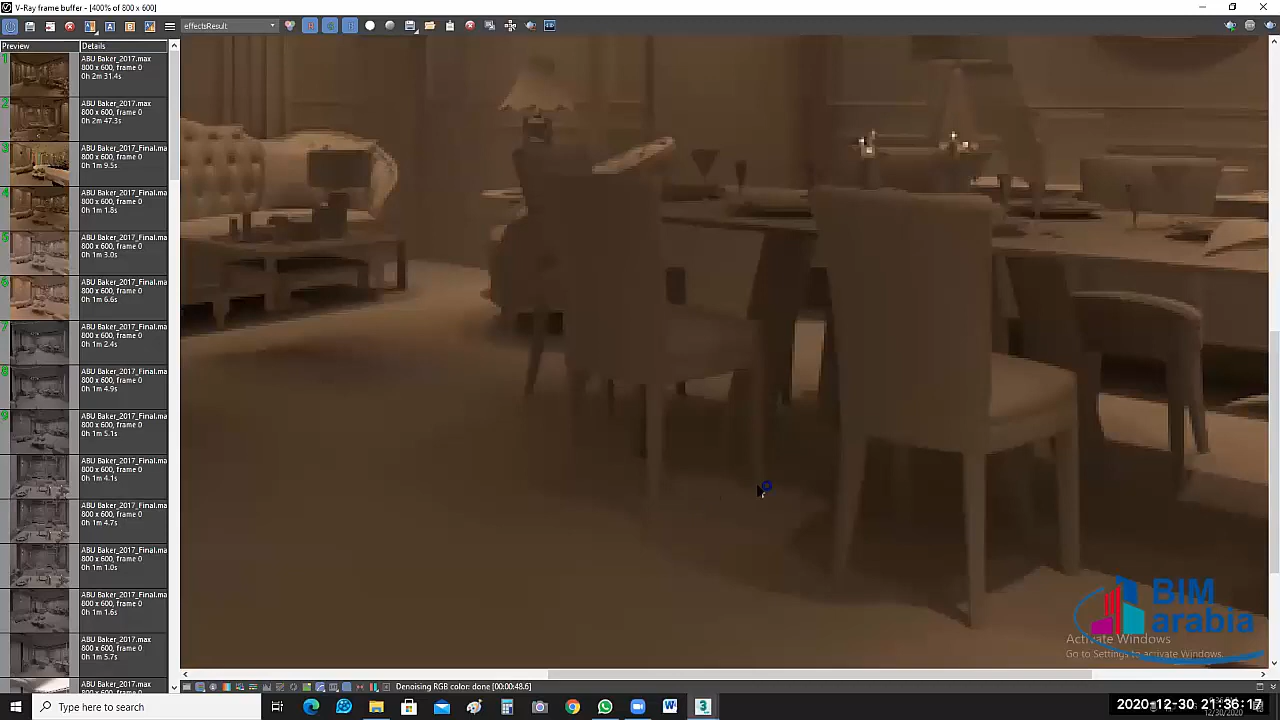 V-Ray frame buffer - [400% of 800 x 600]
effectsResult
Preview
Details
1
ABU Baker_2017.max
800 x 600, frame 0
0h 2m 31.4s
2
ABU Baker_2017.max
800 x 600, frame 0
0h 2m 47.3s
3
ABU Baker_2017_Final.ma
800 x 600, frame 0
0h 1m 9.5s
4
ABU Baker_2017_Final.ma
800 x 600, frame 0
0h 1m 1.8s
5
ABU Baker_2017_Final.ma
800 x 600, frame 0
0h 1m 3.0s
6
ABU Baker_2017_Final.ma
800 x 600, frame 0
0h 1m 6.6s
7
ABU Baker_2017_Final.ma
800 x 600, frame 0
0h 1m 2.4s
8
ABU Baker_2017_Final.ma
800 x 600, frame 0
0h 1m 4.9s
9
ABU Baker_2017_Final.ma
800 x 600, frame 0
0h 1m 5.1s
ABU Baker_2017_Final.ma
800 x 600, frame 0
0h 1m 4.1s
ABU Baker_2017_Final.ma
800 x 600, frame 0
0h 1m 4.7s
ABU Baker_2017_Final.ma
800 x 600, frame 0
0h 1m 1.0s
ABU Baker_2017_Final.ma
800 x 600, frame 0
0h 1m 1.6s
ABU Baker_2017.max
800 x 600, frame 0
0h 1m 5.7s
ABU Baker_2017.max
BIM
arabia
Activate Windows
Go to Settings to activate Windows.
Denoising RGB color: done [00:00:48.6]
Type here to search
2020-12-30 21:36:17